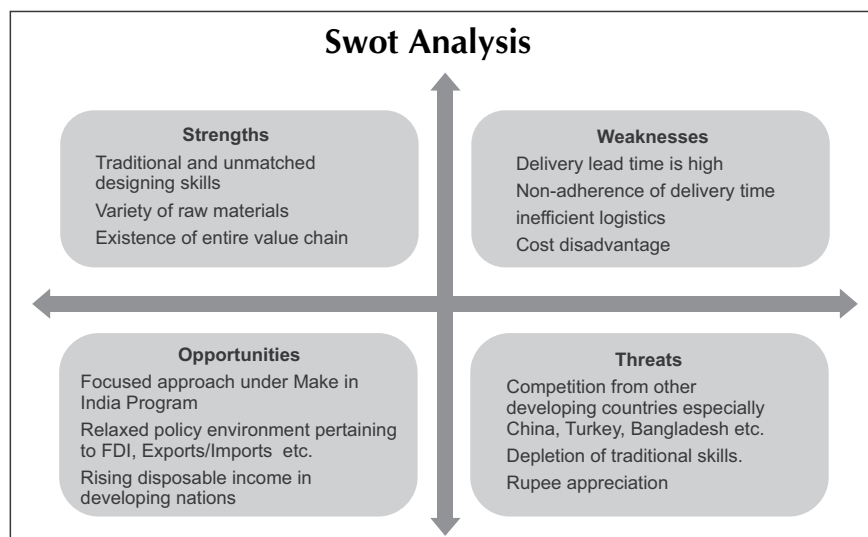 Swot Analysis
Strengths
Traditional and unmatched
designing skills
Variety of raw materials
Existence of entire value chain
Weaknesses
Delivery lead time is high
Non-adherence of delivery time
inefficient logistics
Cost disadvantage
Opportunities
Focused approach under Make in
India Program
Relaxed policy environment pertaining
to FDI, Exports/Imports etc.
Rising disposable income in
developing nations
Threats
Competition from other
developing countries especially
China, Turkey, Bangladesh etc.
Depletion of traditional skills.
Rupee appreciation